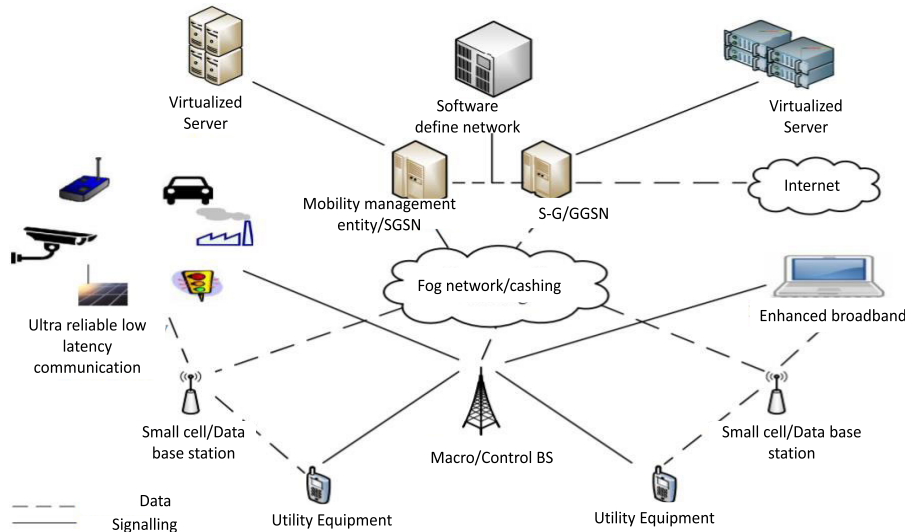 Virtualized
Server
Software
define network
Virtualized
Server
Mobility management
entity/SGSN
S-G/GGSN
Internet
Fog network/cashing
Ultra reliable low
latency
communication
Enhanced broadband
Small cell/Data
base station
Macro/Control BS
Small cell/Data base
station
Utility Equipment
Utility Equipment
Data
Signalling